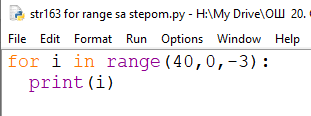 str163 for range sa stepom.py - H:\My Drive\ОШ 20.
File Edit Format Run Options Window Help
for i in range(40,0,-3):
  print(i)